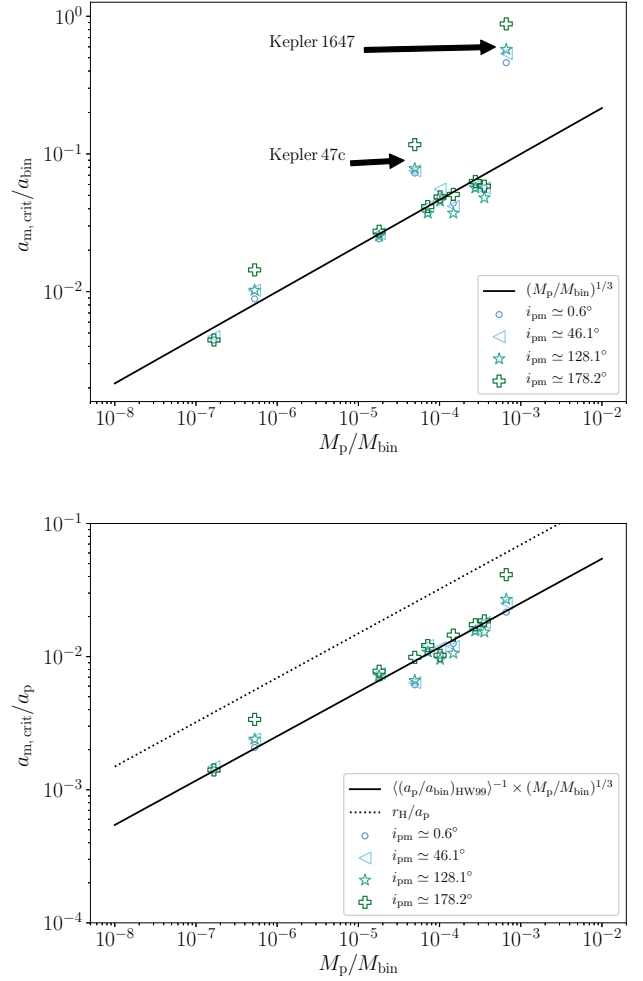 10⁰
Kepler 1647
10⁻¹
Kepler 47c
a_m,crit/a_bin
10⁻²
(M_p/M_bin)^1/3
i_pm ≃ 0.6°
i_pm ≃ 46.1°
i_pm ≃ 128.1°
i_pm ≃ 178.2°
10⁻⁸ 10⁻⁷ 10⁻⁶ 10⁻⁵ 10⁻⁴ 10⁻³ 10⁻²
M_p/M_bin
10⁻¹
10⁻²
a_m,crit/a_p
10⁻³
⟨(a_p/a_bin)_HW99⟩⁻¹ × (M_p/M_bin)^1/3
r_H/a_p
i_pm ≃ 0.6°
i_pm ≃ 46.1°
i_pm ≃ 128.1°
i_pm ≃ 178.2°
10⁻⁴
10⁻⁸ 10⁻⁷ 10⁻⁶ 10⁻⁵ 10⁻⁴ 10⁻³ 10⁻²
M_p/M_bin